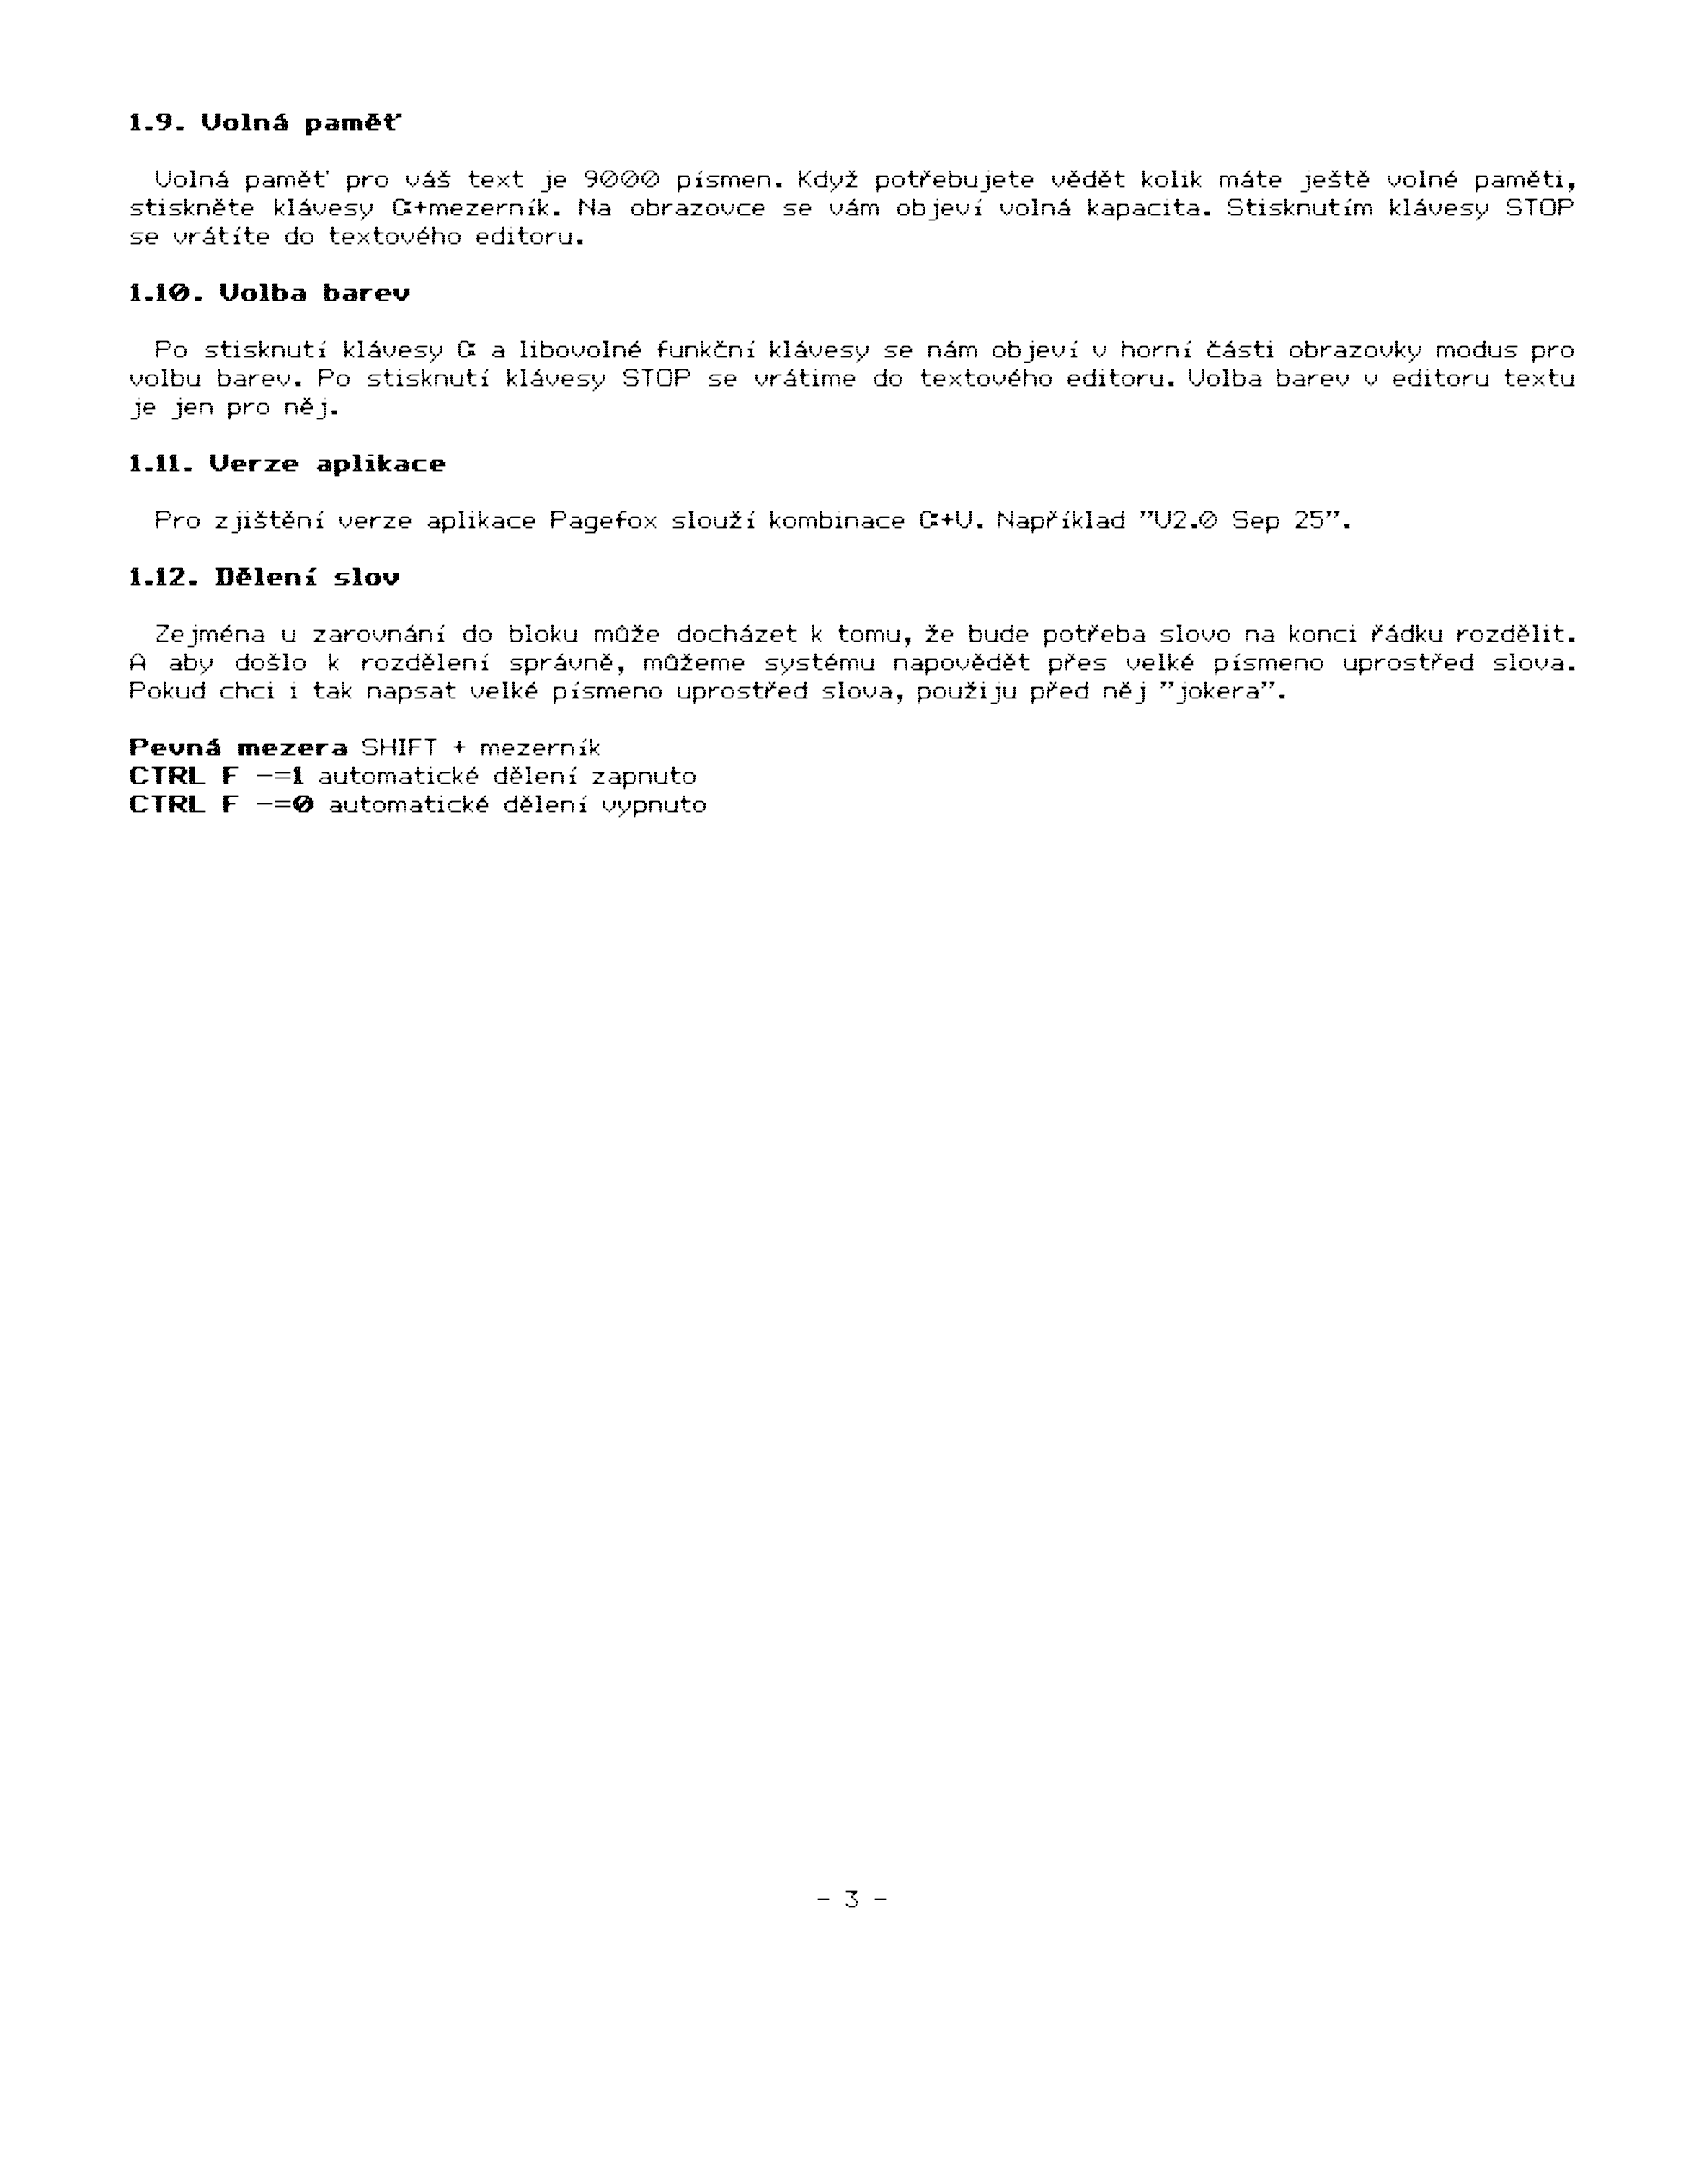 1.9. Volná paměť
Volná paměť pro váš text je 9000 písmen. Když potřebujete vědět kolik máte ještě volné paměti,
stiskněte klávesy C=+mezerník. Na obrazovce se vám objeví volná kapacita. Stisknutím klávesy STOP
se vrátíte do textového editoru.
1.10. Volba barev
Po stisknutí klávesy C= a libovolné funkční klávesy se nám objeví v horní části obrazovky modus pro
volbu barev. Po stisknutí klávesy STOP se vrátime do textového editoru. Volba barev v editoru textu
je jen pro něj.
1.11. Verze aplikace
Pro zjištění verze aplikace Pagefox slouží kombinace C=+V. Například ”V2.0 Sep 25”.
1.12. Dělení slov
Zejména u zarovnání do bloku může docházet k tomu, že bude potřeba slovo na konci řádku rozdělit.
A aby došlo k rozdělení správně, můžeme systému napovědět přes velké písmeno uprostřed slova.
Pokud chci i tak napsat velké písmeno uprostřed slova, použiju před něj ”jokera”.
Pevná mezera SHIFT + mezerník
CTRL F -=1 automatické dělení zapnuto
CTRL F -=0 automatické dělení vypnuto
- 3 -